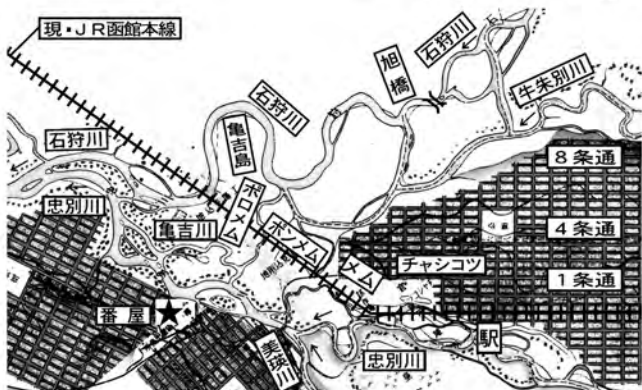 現・JR函館本線
石狩川
旭橋
牛朱別川
石狩川
石狩川
亀吉島
ポロメム
8条通
忠別川
亀吉川
ポンメム
メム
チャシコツ
4条通
1条通
番屋
美瑛川
忠別川
駅